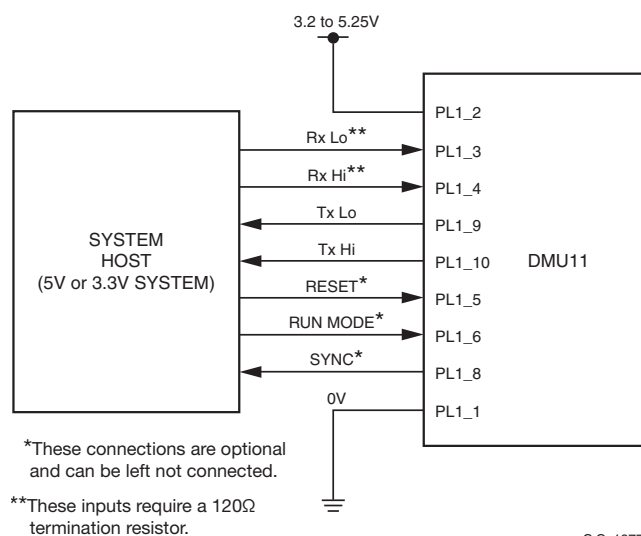 3.2 to 5.25V
PL1_2
Rx Lo**
PL1_3
Rx Hi**
PL1_4
Tx Lo
PL1_9
Tx Hi
PL1_10
SYSTEM
HOST
(5V or 3.3V SYSTEM)
DMU11
RESET*
PL1_5
RUN MODE*
PL1_6
SYNC*
PL1_8
0V
PL1_1
*These connections are optional
and can be left not connected.
**These inputs require a 120Ω
termination resistor.